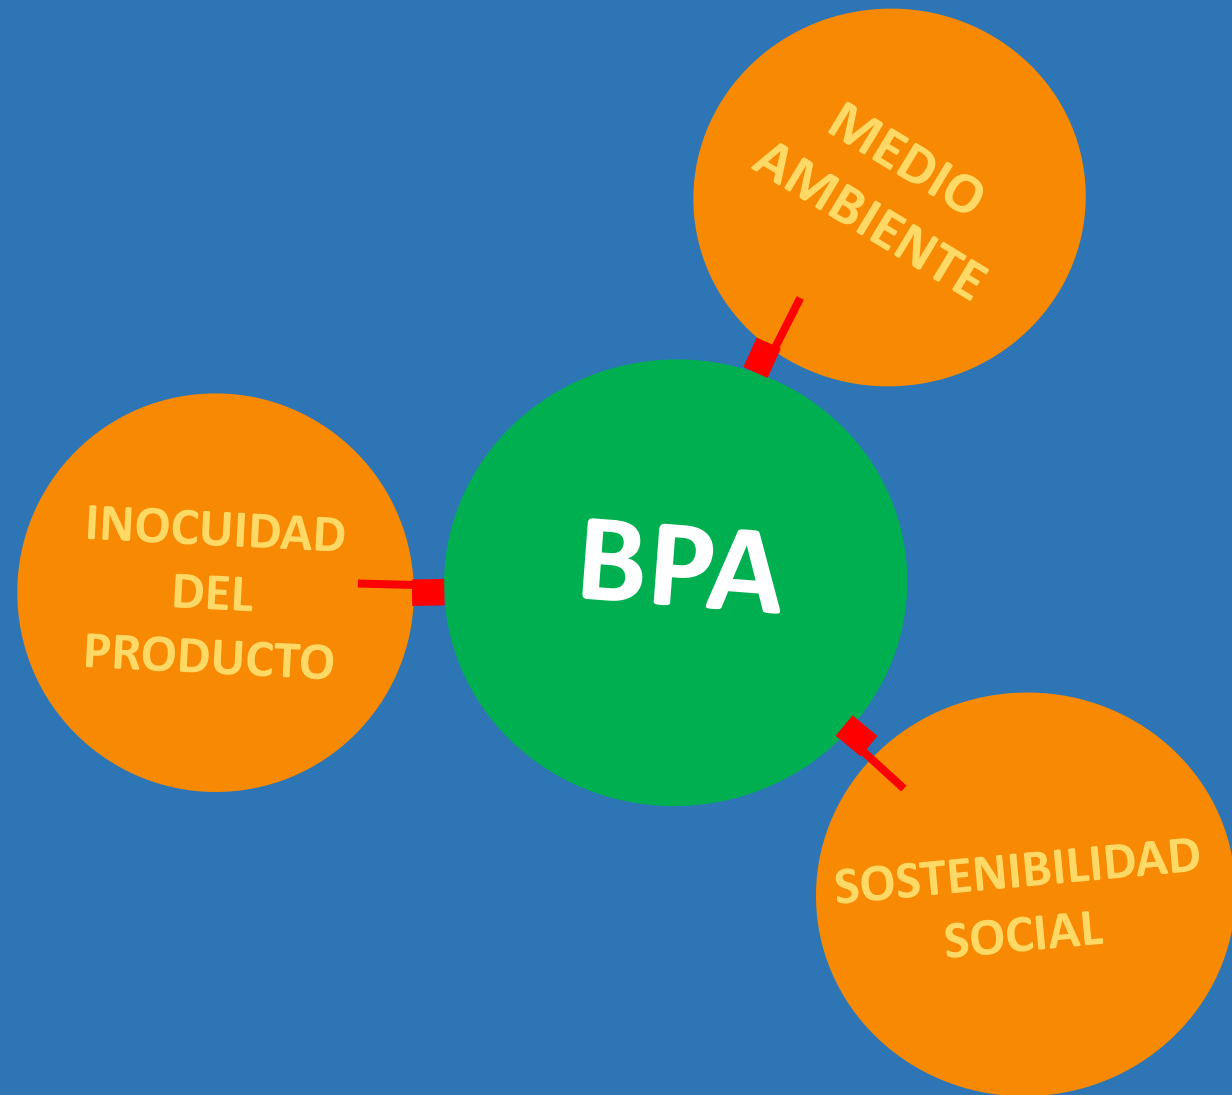 MEDIO
AMBIENTE
INOCUIDAD
DEL
PRODUCTO
BPA
SOSTENIBILIDAD
SOCIAL